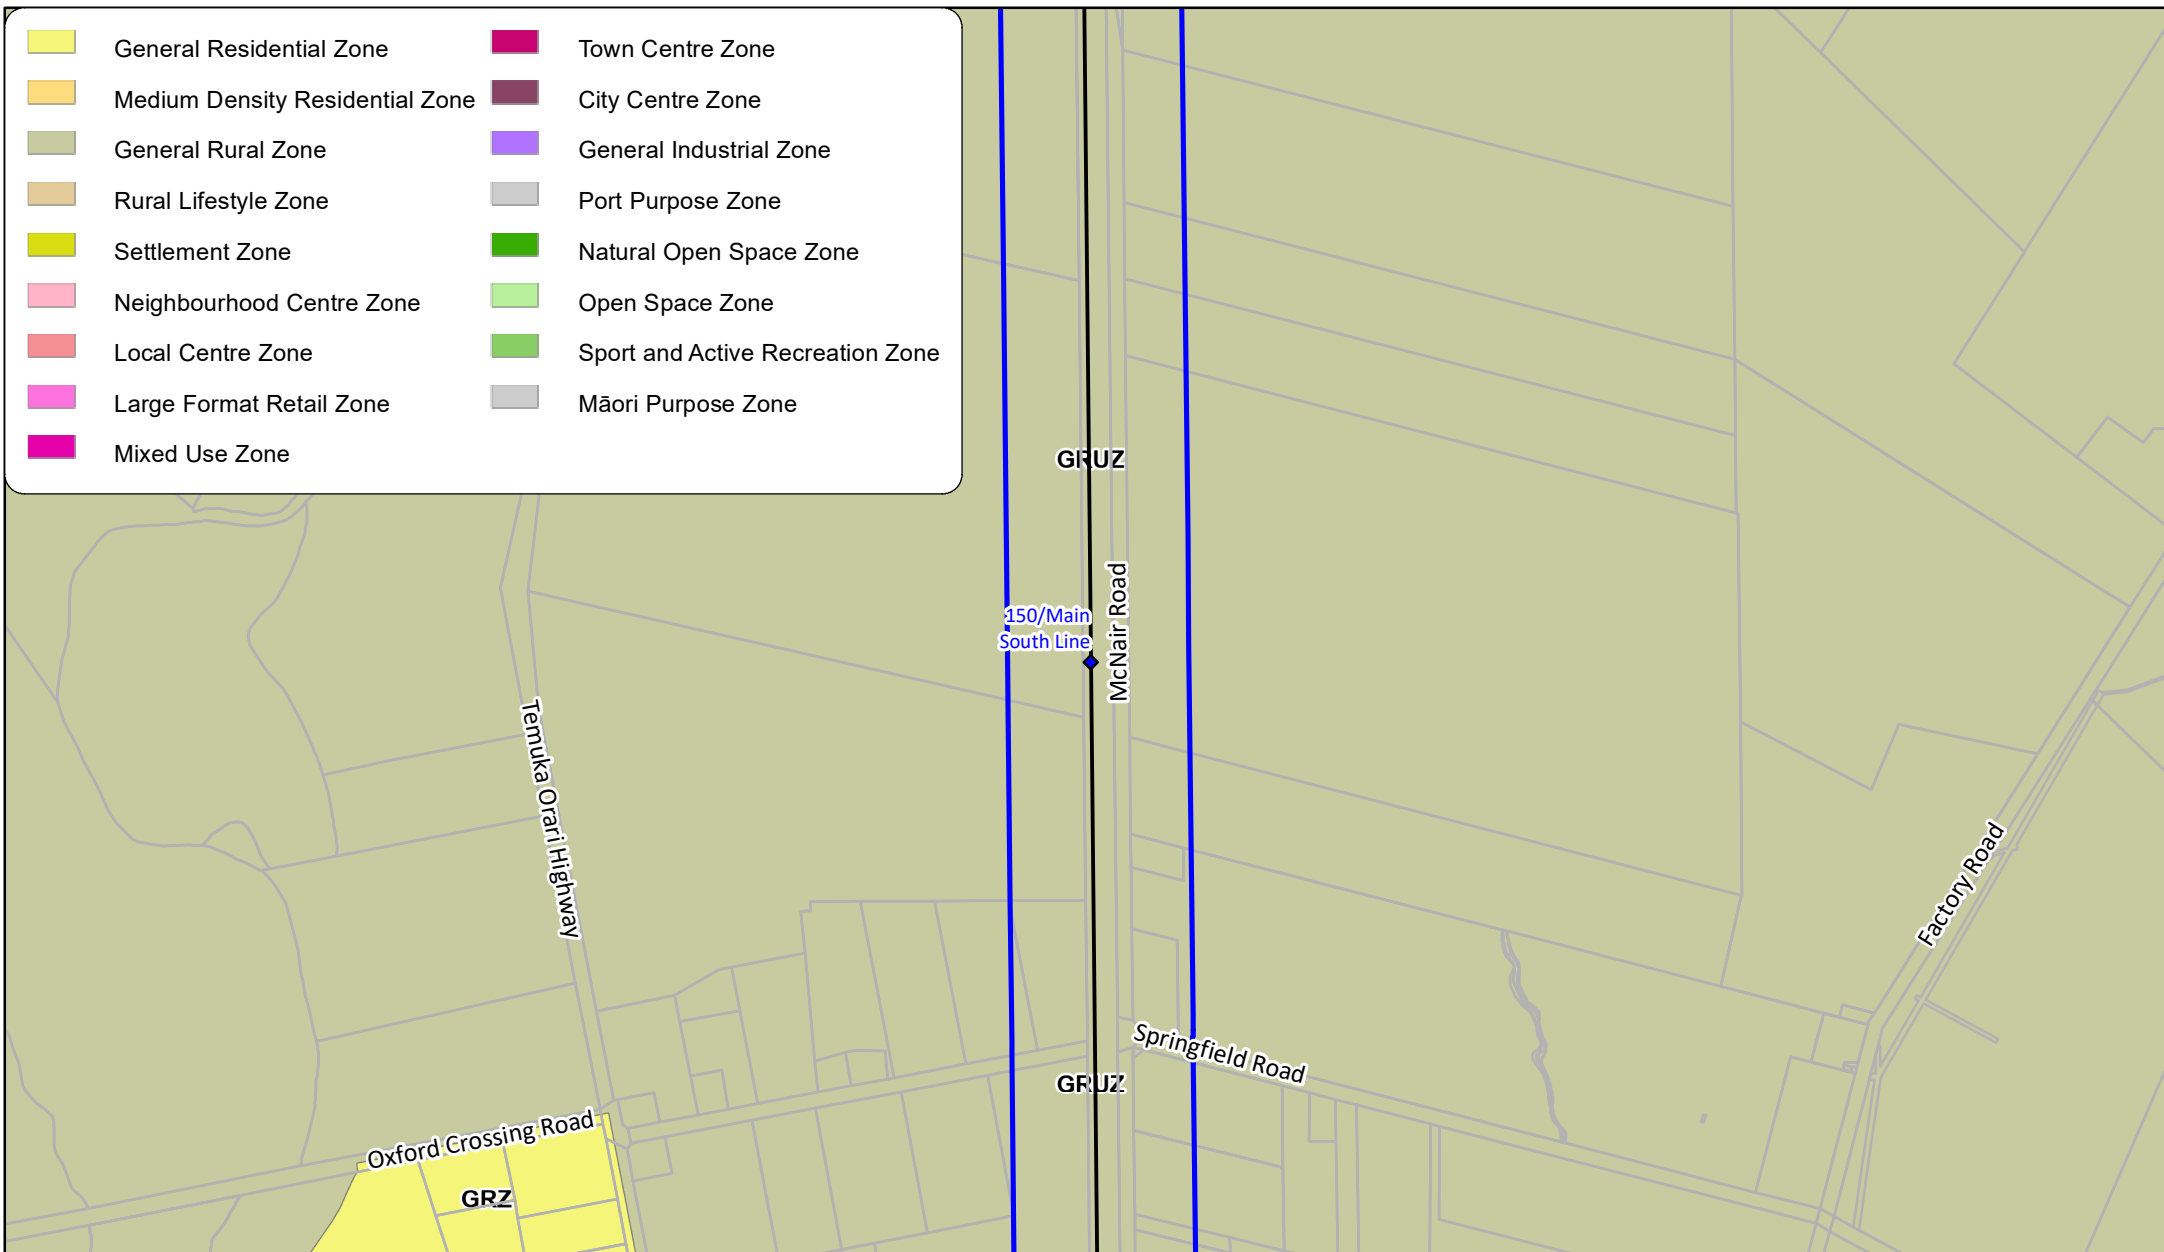 General Residential Zone
Medium Density Residential Zone
General Rural Zone
Rural Lifestyle Zone
Settlement Zone
Neighbourhood Centre Zone
Local Centre Zone
Large Format Retail Zone
Mixed Use Zone
Town Centre Zone
City Centre Zone
General Industrial Zone
Port Purpose Zone
Natural Open Space Zone
Open Space Zone
Sport and Active Recreation Zone
Māori Purpose Zone
GRUZ
150/Main
South Line
McNair Road
Temuka Orari Highway
Factory Road
Springfield Road
GRUZ
Oxford Crossing Road
GRZ